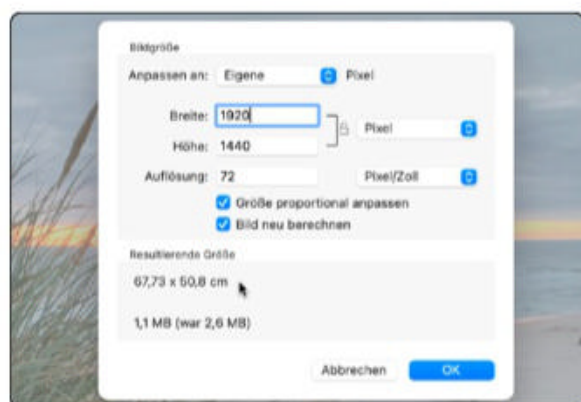 Bildgröße
Anpassen an: Eigene Pixel
Breite: 1920
Pixel
Höhe: 1440
Auflösung: 72 Pixel/Zoll
Größe proportional anpassen
Bild neu berechnen
Resultierende Größe
67,73 x 50,8 cm
1,1 MB (war 2,6 MB)
Abbrechen OK